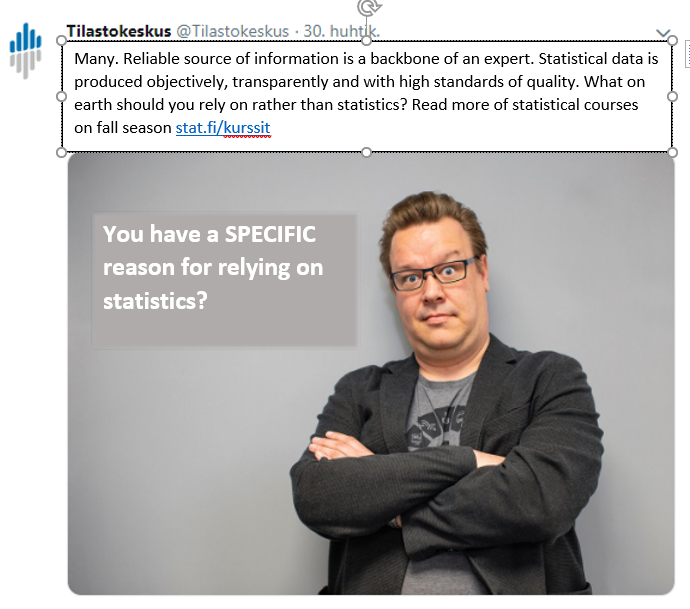 Tilastokeskus @Tilastokeskus · 30. huhtik.
Many. Reliable source of information is a backbone of an expert. Statistical data is
produced objectively, transparently and with high standards of quality. What on
earth should you rely on rather than statistics? Read more of statistical courses
on fall season stat.fi/kurssit
You have a SPECIFIC
reason for relying on
statistics?